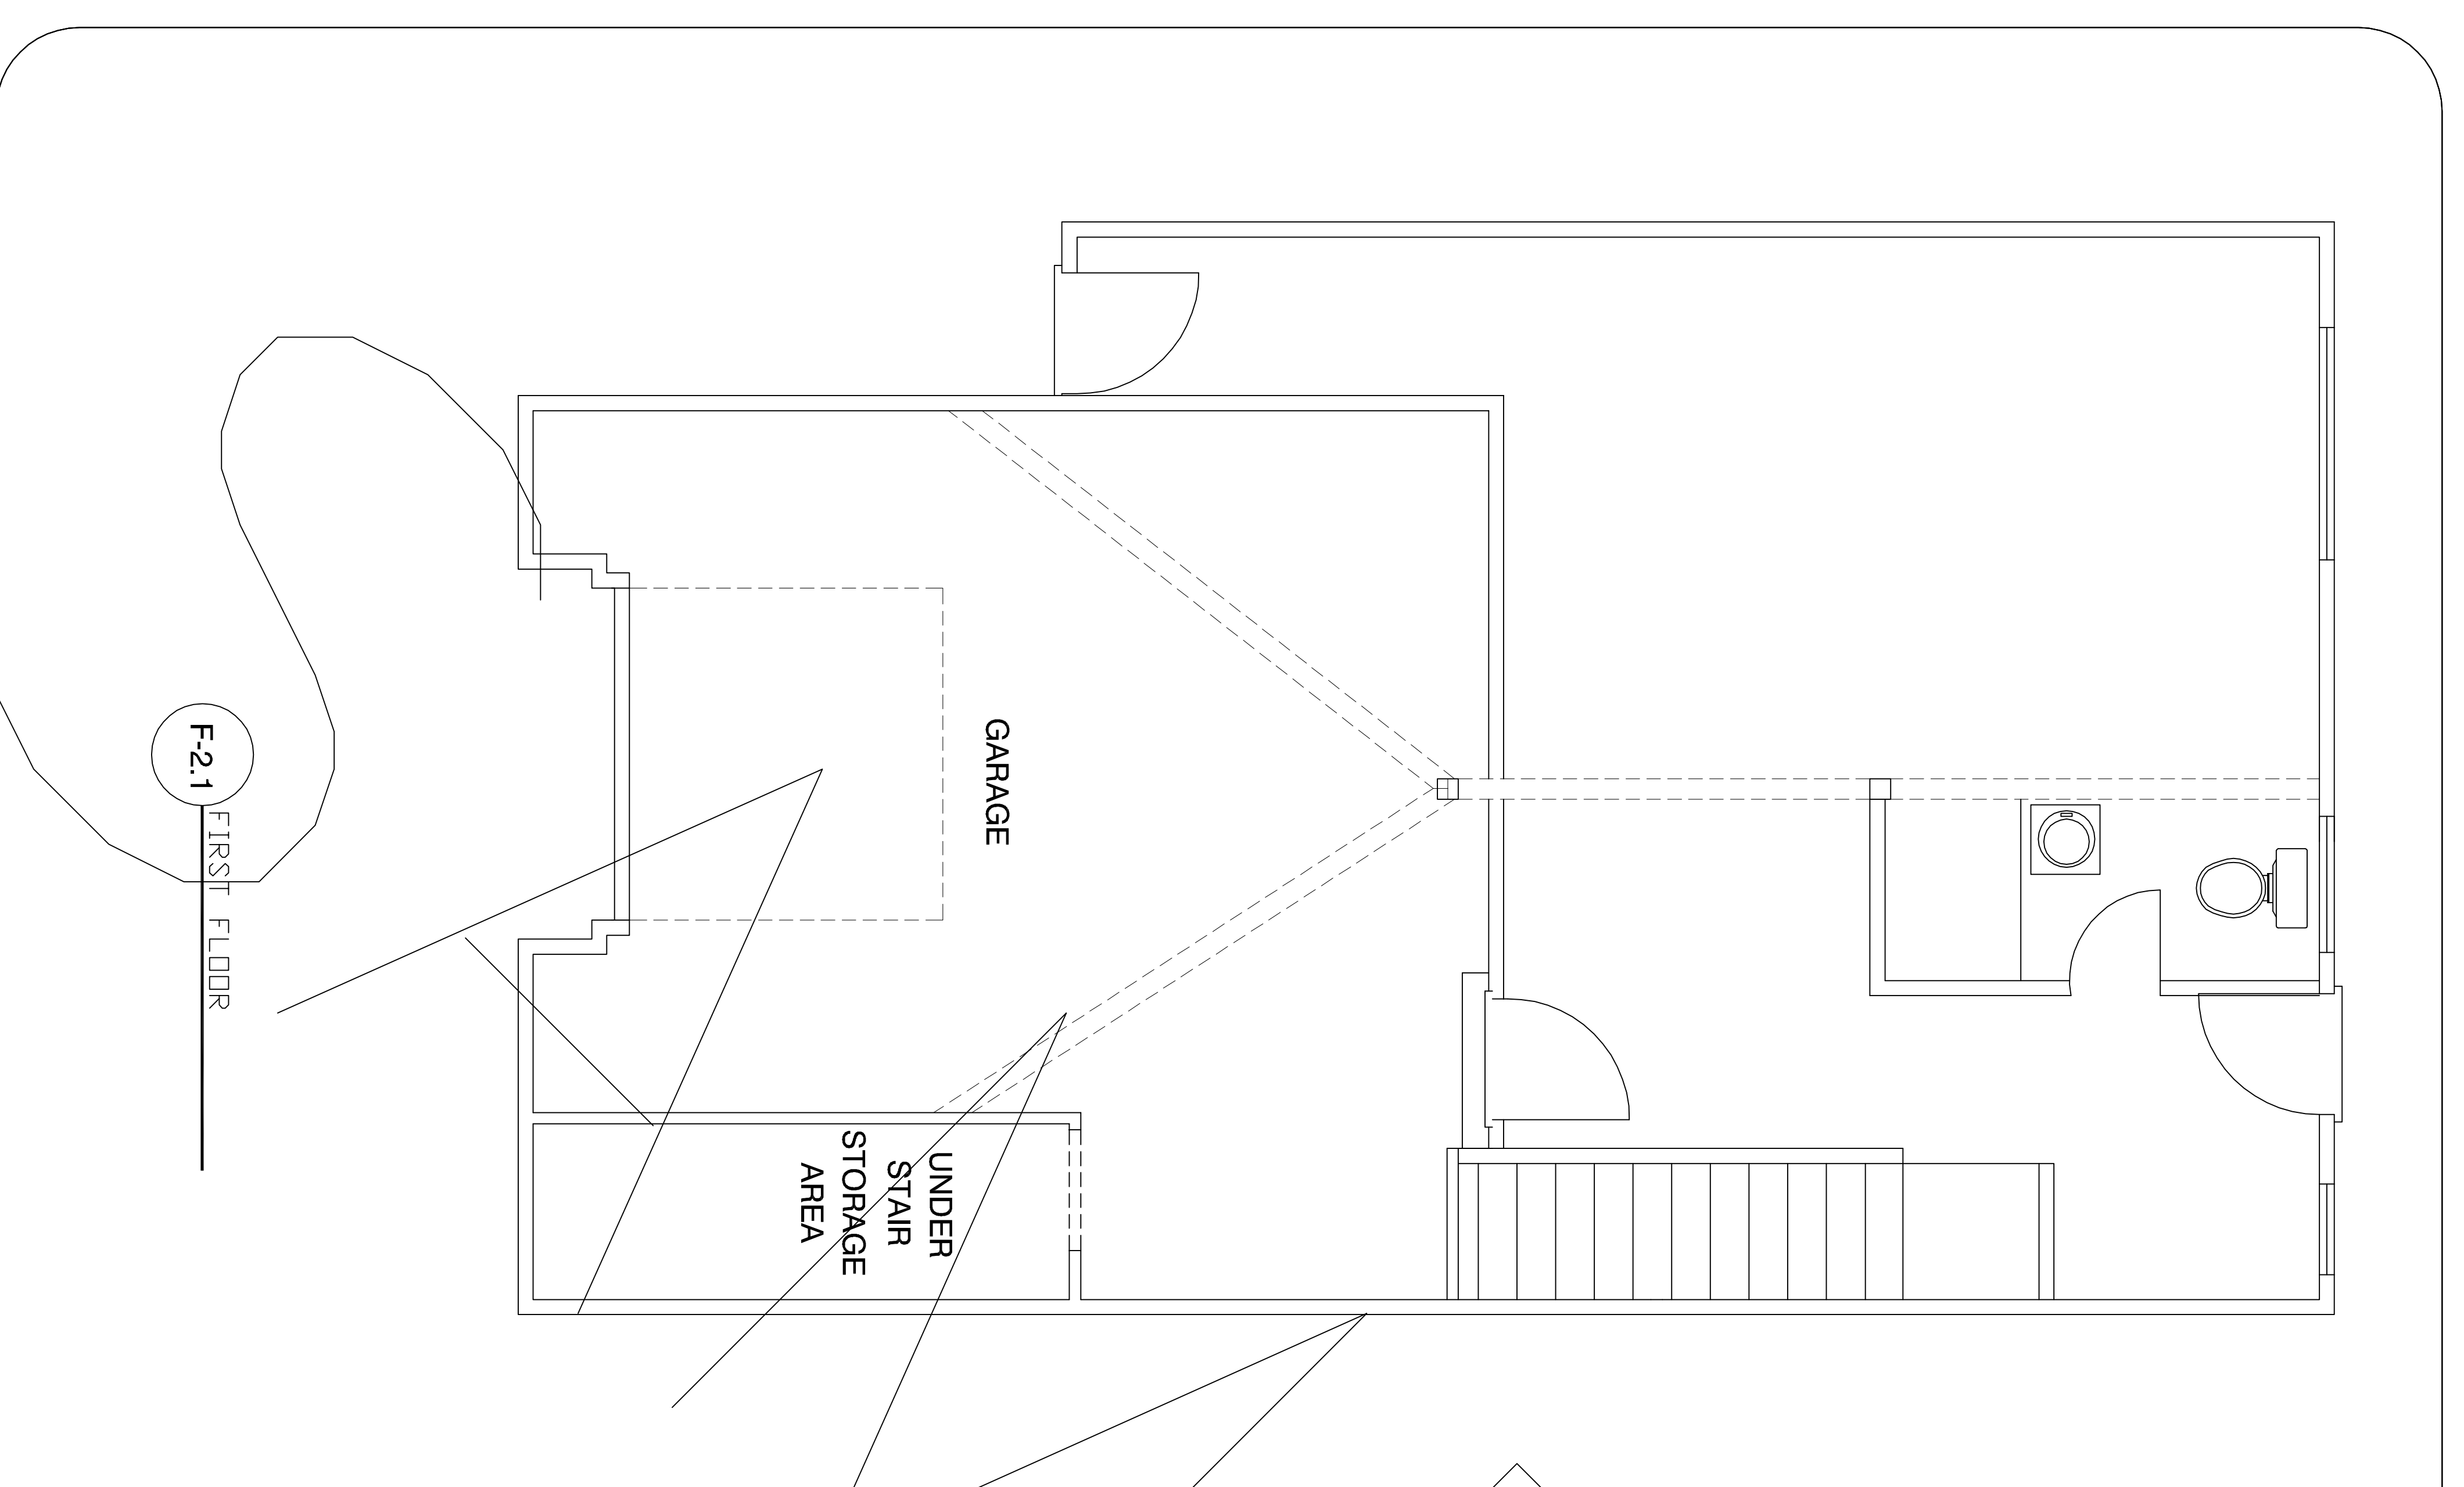 GARAGE
UNDER
STAIR
STORAGE
AREA
F-2.1
FIRST FLOOR